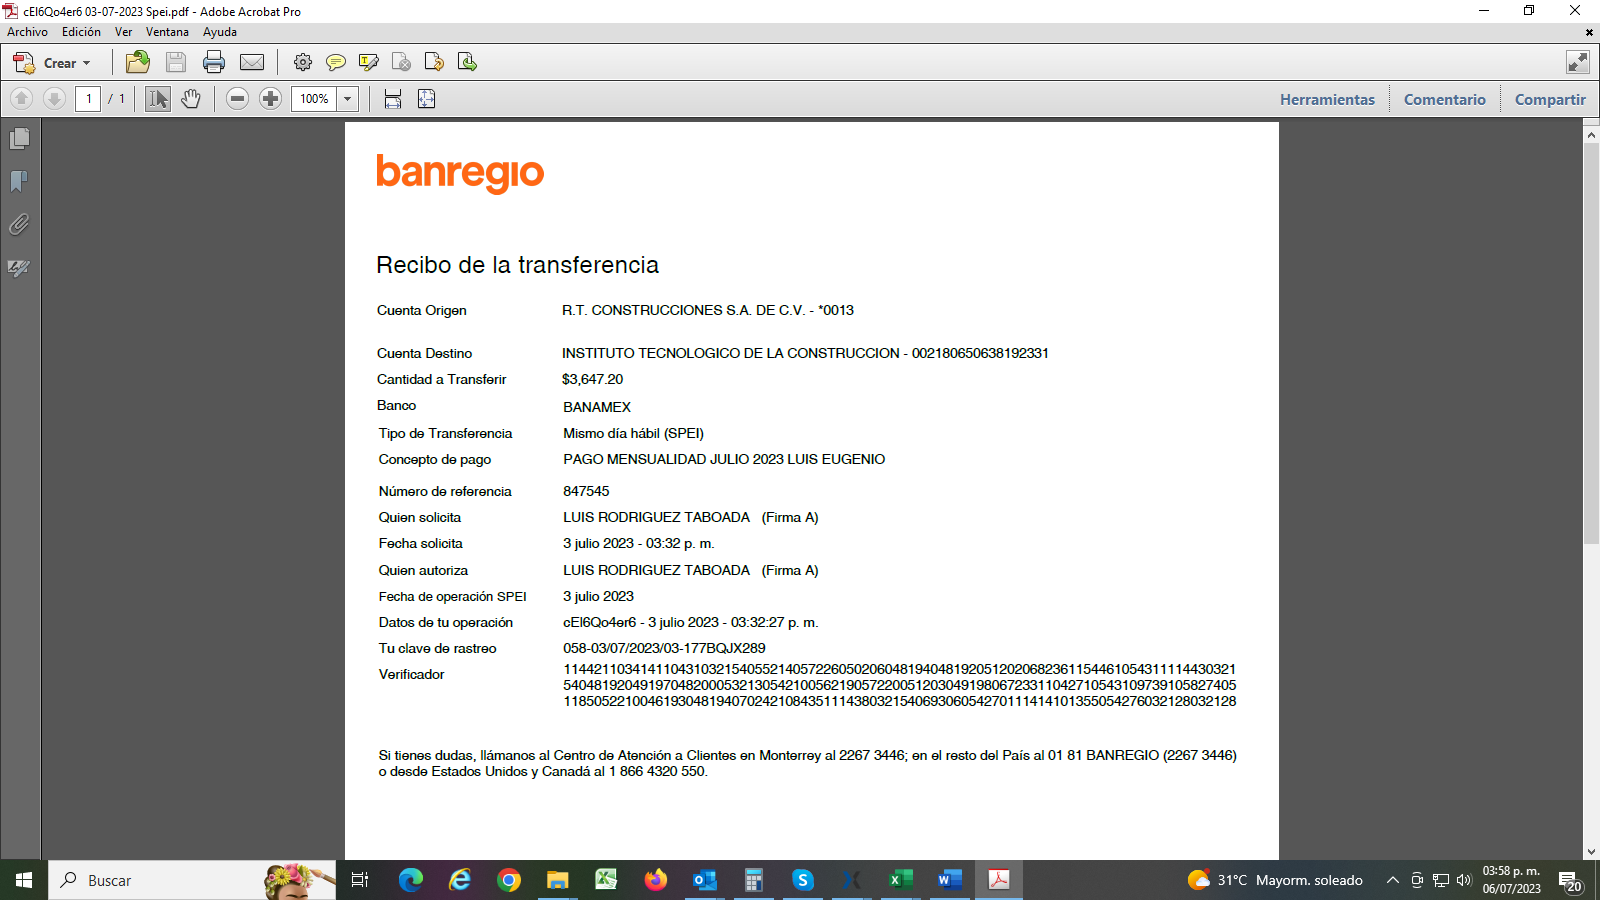 cEl6Qo4er6 03-07-2023 Spei.pdf - Adobe Acrobat Pro
Archivo Edición Ver Ventana Ayuda
Crear
1 / 1 100% Herramientas Comentario Compartir
banregio
Recibo de la transferencia
Cuenta Origen R.T. CONSTRUCCIONES S.A. DE C.V. - *0013
Cuenta Destino INSTITUTO TECNOLOGICO DE LA CONSTRUCCION - 002180650638192331
Cantidad a Transferir $3,647.20
Banco BANAMEX
Tipo de Transferencia Mismo día hábil (SPEI)
Concepto de pago PAGO MENSUALIDAD JULIO 2023 LUIS EUGENIO
Número de referencia 847545
Quien solicita LUIS RODRIGUEZ TABOADA (Firma A)
Fecha solicita 3 julio 2023 - 03:32 p. m.
Quien autoriza LUIS RODRIGUEZ TABOADA (Firma A)
Fecha de operación SPEI 3 julio 2023
Datos de tu operación cEl6Qo4er6 - 3 julio 2023 - 03:32:27 p. m.
Tu clave de rastreo 058-03/07/2023/03-177BQJX289
Verificador 114421103414110431032154055214057226050206048194048192051202068236115446105431114430321
540481920491970482000532130542100562190572200512030491980672331104271054310973910582740​5
118505221004619304819407024210843511143803215406930605427011141410135505427603212803212​8
Si tienes dudas, llámanos al Centro de Atención a Clientes en Monterrey al 2267 3446; en el resto del País al 01 81 BANREGIO (2267 3446)
o desde Estados Unidos y Canadá al 1 866 4320 550.
Buscar
31°C Mayorm. soleado
03:58 p. m.
06/07/2023
20